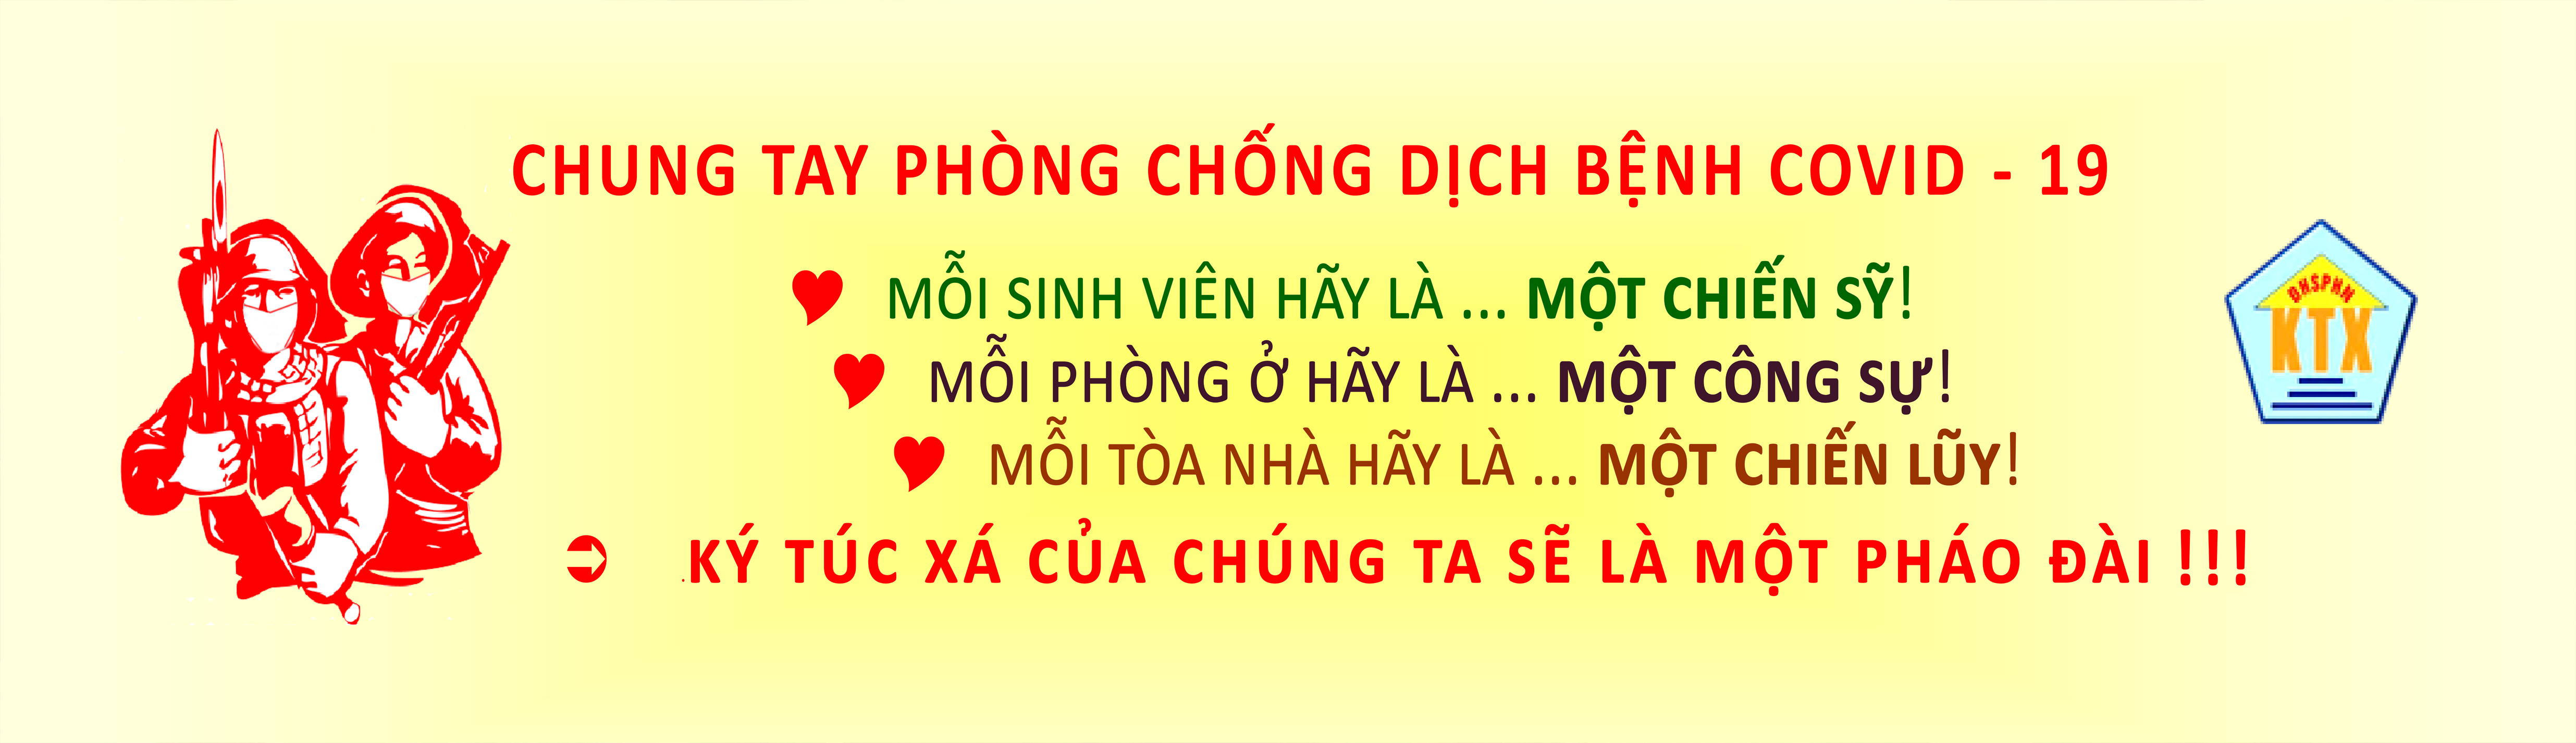 CHUNG TAY PHÒNG CHỐNG DỊCH BỆNH COVID - 19
MỖI SINH VIÊN HÃY LÀ ... MỘT CHIẾN SỸ!
MỖI PHÒNG Ở HÃY LÀ ... MỘT CÔNG SỰ!
MỖI TÒA NHÀ HÃY LÀ ... MỘT CHIẾN LŨY!
KÝ TÚC XÁ CỦA CHÚNG TA SẼ LÀ MỘT PHÁO ĐÀI !!!
ĐHSPHN
KTX